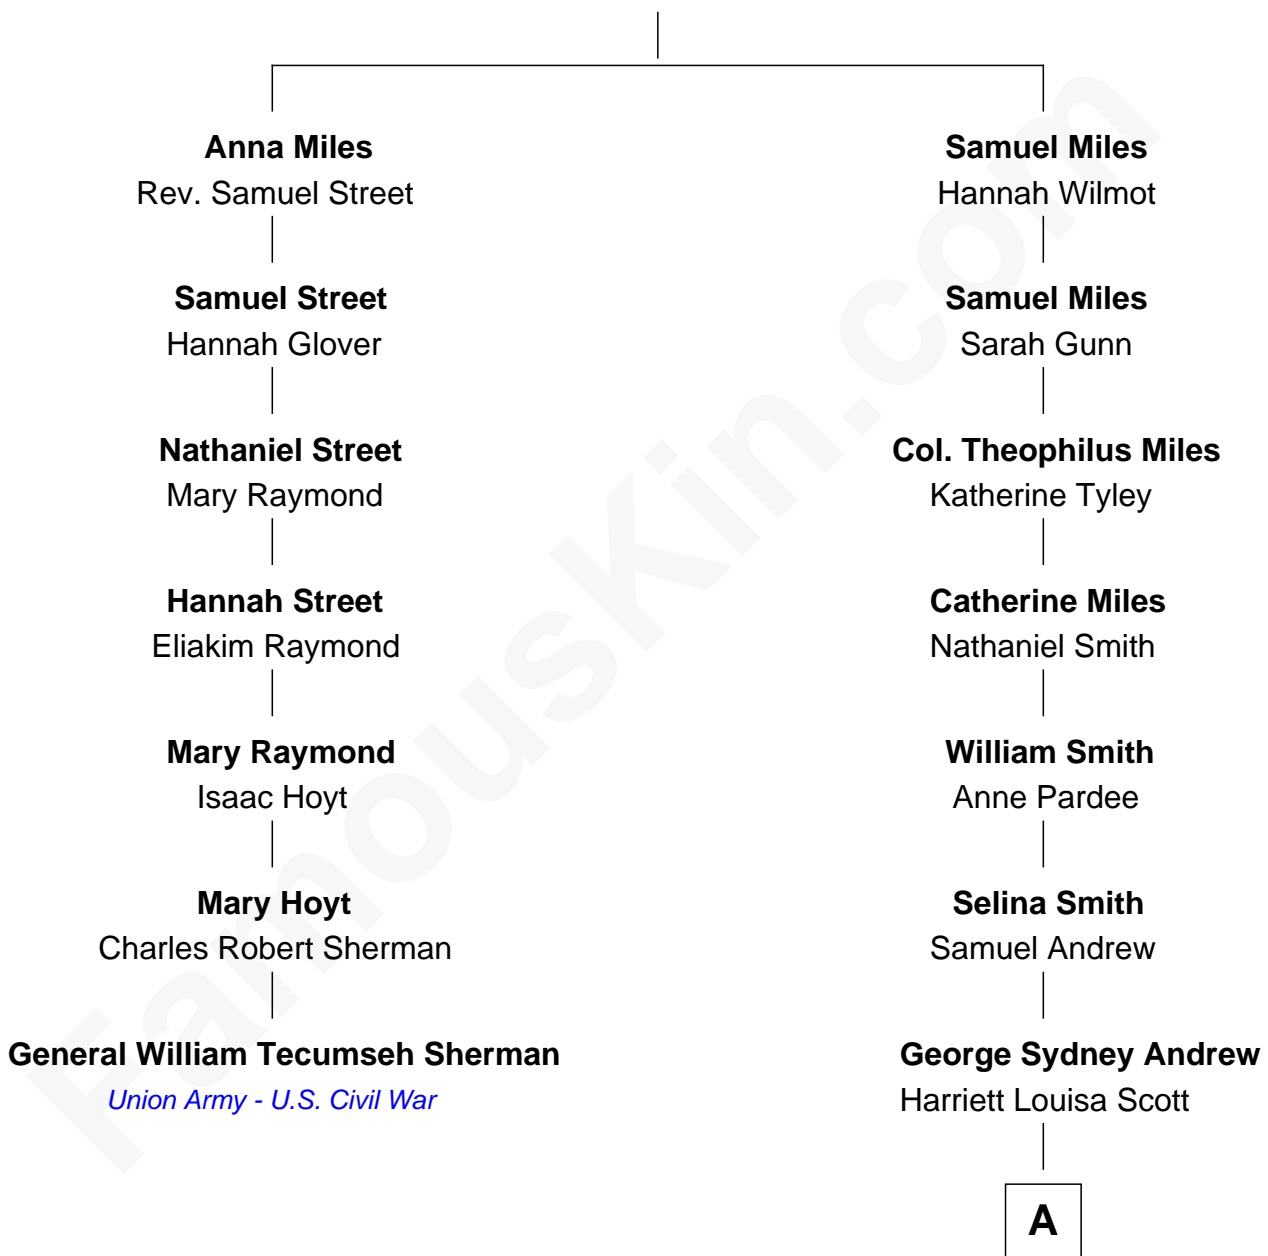 Anna Miles
Rev. Samuel Street
Samuel Street
Hannah Glover
Nathaniel Street
Mary Raymond
Hannah Street
Eliakim Raymond
Mary Raymond
Isaac Hoyt
Mary Hoyt
Charles Robert Sherman
General William Tecumseh Sherman
Union Army - U.S. Civil War
Samuel Miles
Hannah Wilmot
Samuel Miles
Sarah Gunn
Col. Theophilus Miles
Katherine Tyley
Catherine Miles
Nathaniel Smith
William Smith
Anne Pardee
Selina Smith
Samuel Andrew
George Sydney Andrew
Harriett Louisa Scott
A
FamousKin.com